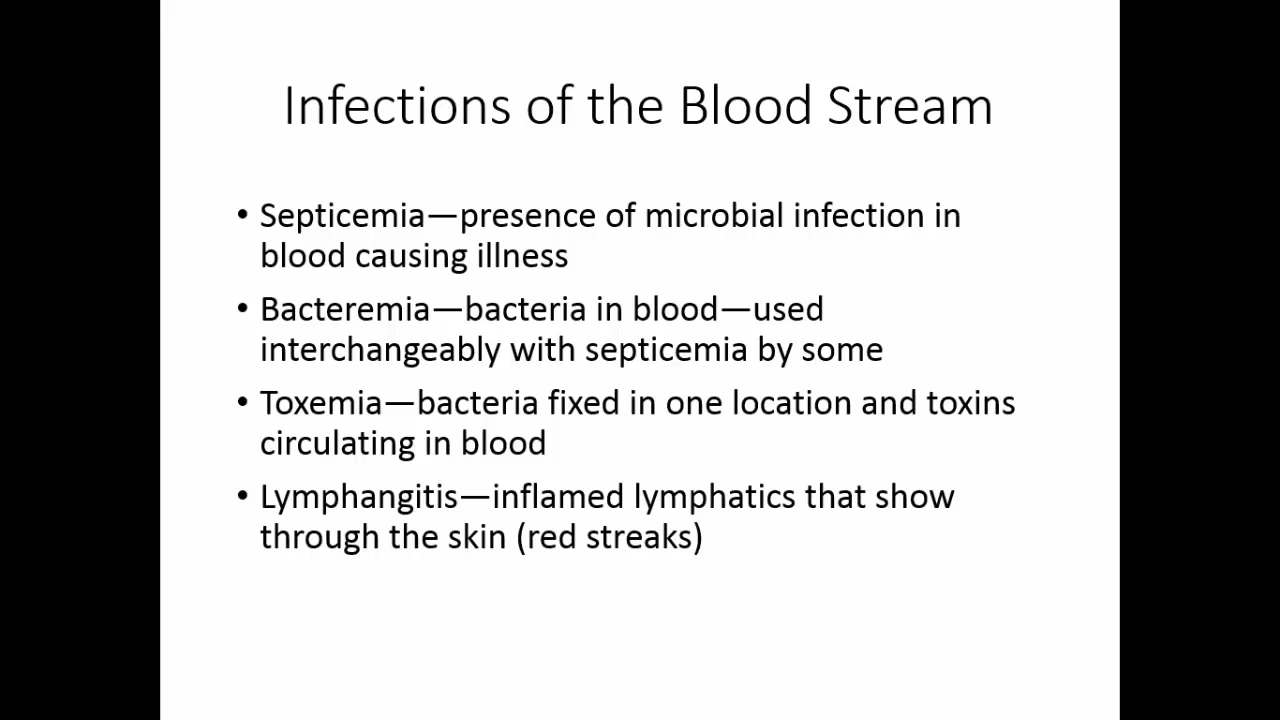 Infections of the Blood Stream
• Septicemia—presence of microbial infection in
blood causing illness
• Bacteremia—bacteria in blood—used
interchangeably with septicemia by some
• Toxemia—bacteria fixed in one location and toxins
circulating in blood
• Lymphangitis—inflamed lymphatics that show
through the skin (red streaks)